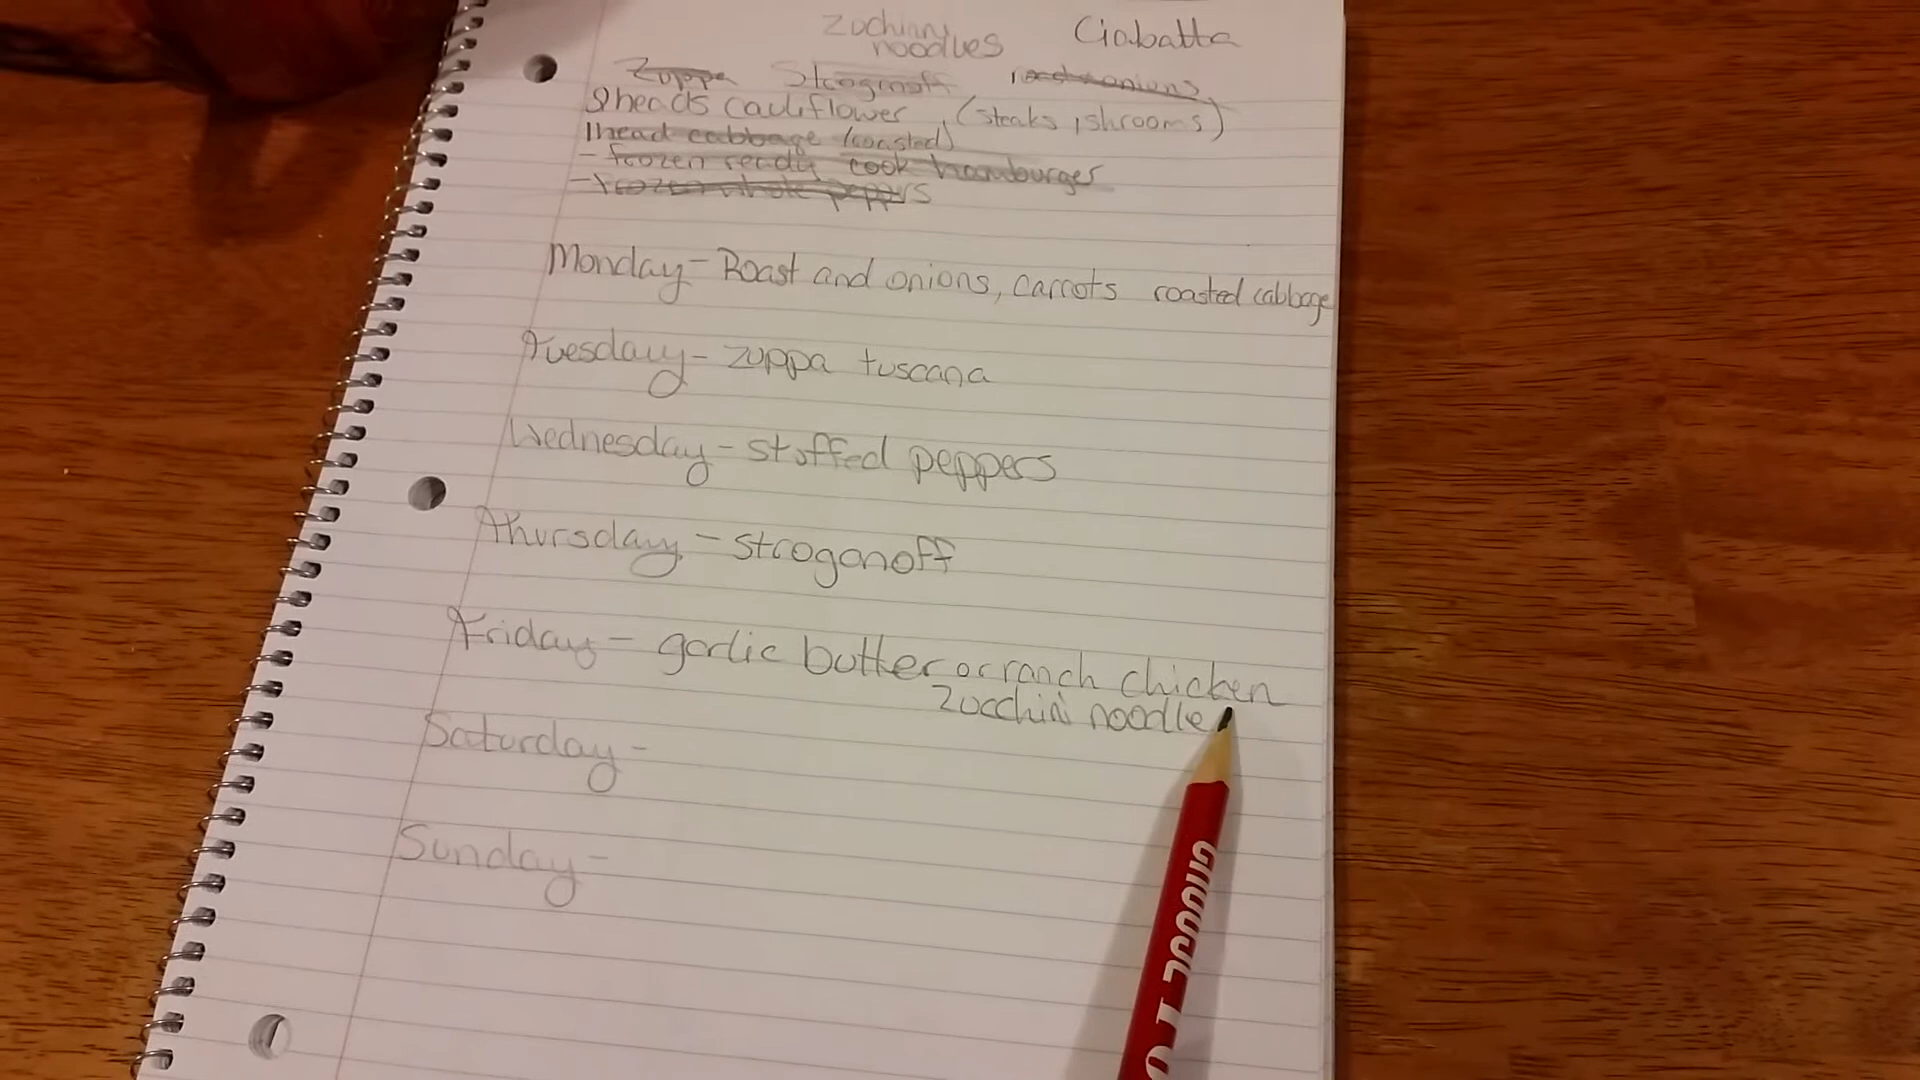 Zuchinni
noodles
Ciabatta
Zuppa Strognoff roast onions
2 heads cauliflower (steaks, shrooms)
1 head cabbage (roasted)
- frozen ready cook hamburger
- frozen whole peppers
Monday - Roast and onions, carrots roasted cabbage
Tuesday - zuppa tuscana
Wednesday - stuffed peppers
Thursday - stroganoff
Friday - garlic butter or ranch chicken
zucchini noodle
Saturday -
Sunday -